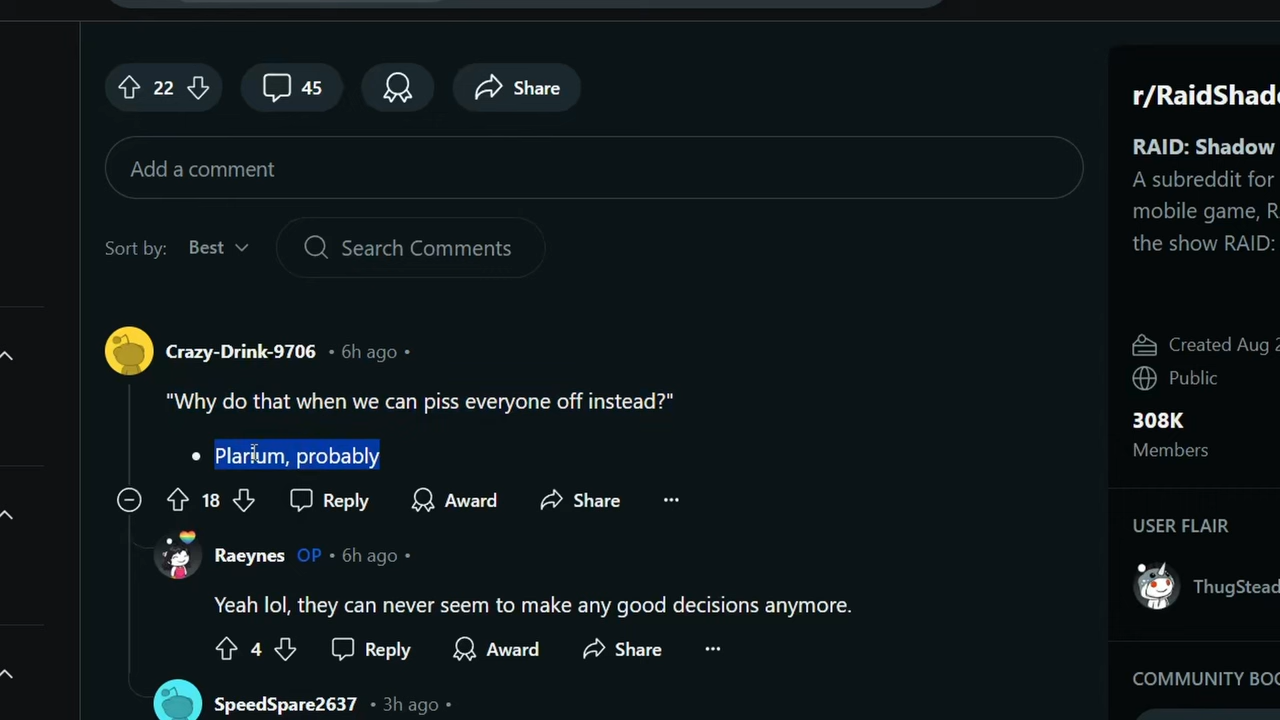 22
45
Share
Add a comment
Sort by: Best
Search Comments
Crazy-Drink-9706 • 6h ago •
"Why do that when we can piss everyone off instead?"
• Plarium, probably
18 Reply Award Share ...
Raeynes OP • 6h ago •
Yeah lol, they can never seem to make any good decisions anymore.
4 Reply Award Share ...
SpeedSpare2637 • 3h ago •
r/RaidShad
RAID: Shadow
A subreddit for
mobile game, R
the show RAID:
Created Aug 2
Public
308K
Members
USER FLAIR
ThugStead
COMMUNITY BOO